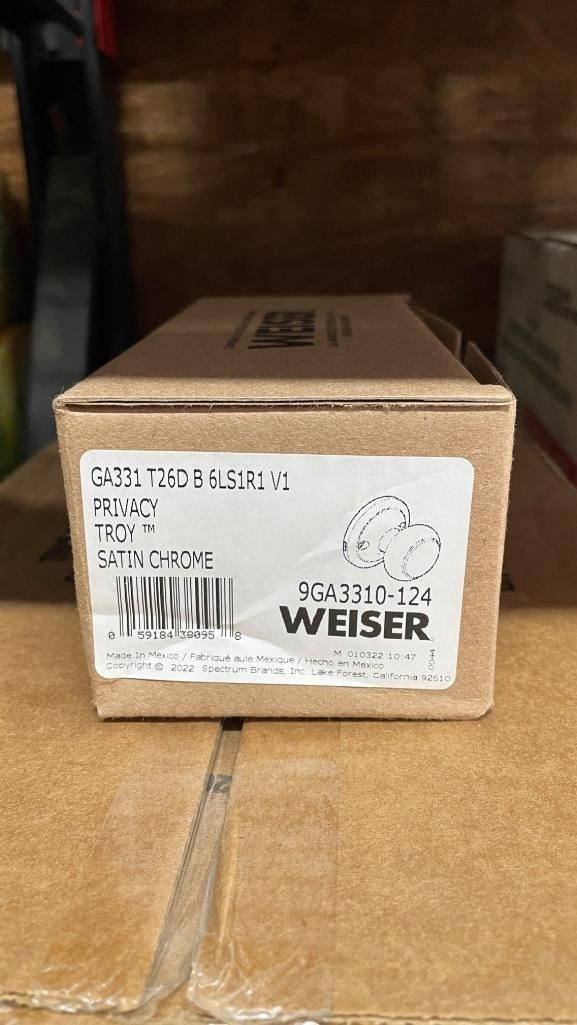 WEISER
GA331 T26D B 6LS1R1 V1
PRIVACY
TROY ™
SATIN CHROME
9GA3310-124
WEISER
0 59184 38095 8
M 010322 10:47
0044
Made in Mexico / Fabriqué aule Mexique / Hecho en Mexico
Copyright © 2022 Spectrum Brands, Inc. Lake Forest, California 92610